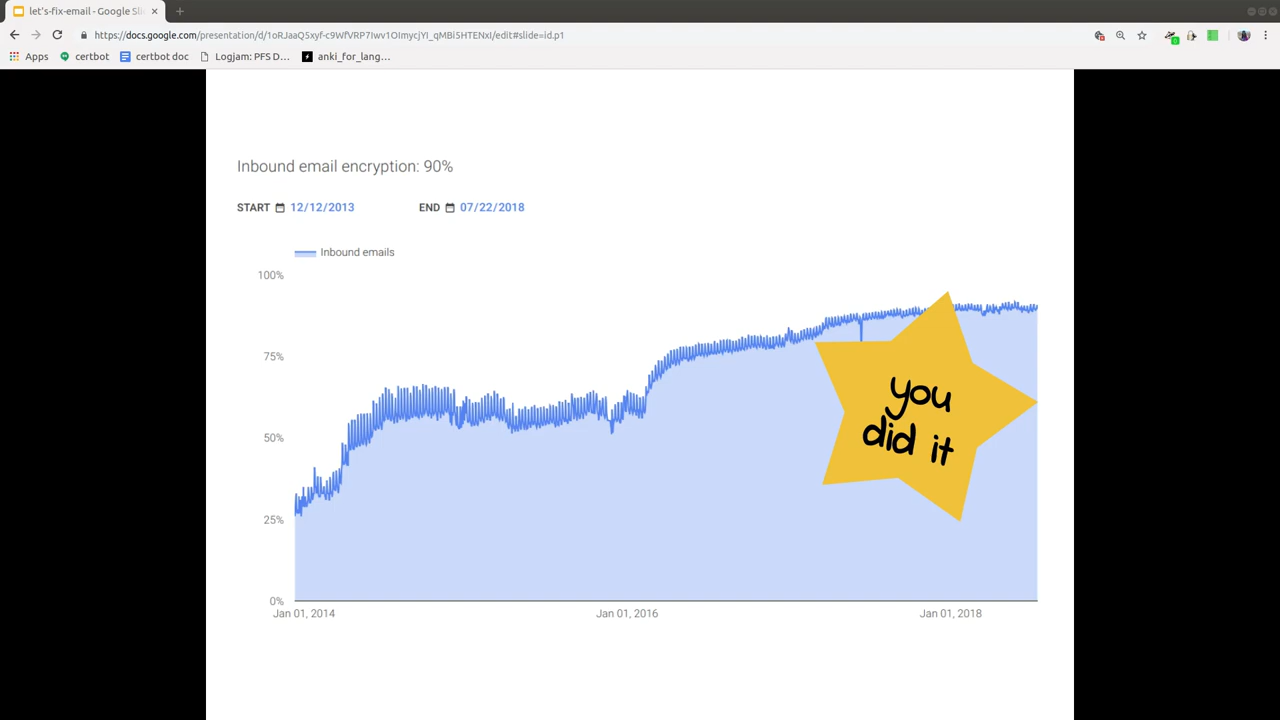 let's-fix-email - Google Sli
https://docs.google.com/presentation/d/1oRJaaQSxyf-c9WfVRP7Iwv1OImycjYI_qMBi5HTENxI/edit#slide=id.p1
Apps
certbot
certbot doc
Logjam: PFS D...
anki_for_lang...
Inbound email encryption: 90%
START 12/12/2013 END 07/22/2018
Inbound emails
100%
75%
50%
25%
0%
Jan 01, 2014
Jan 01, 2016
Jan 01, 2018
you
did it